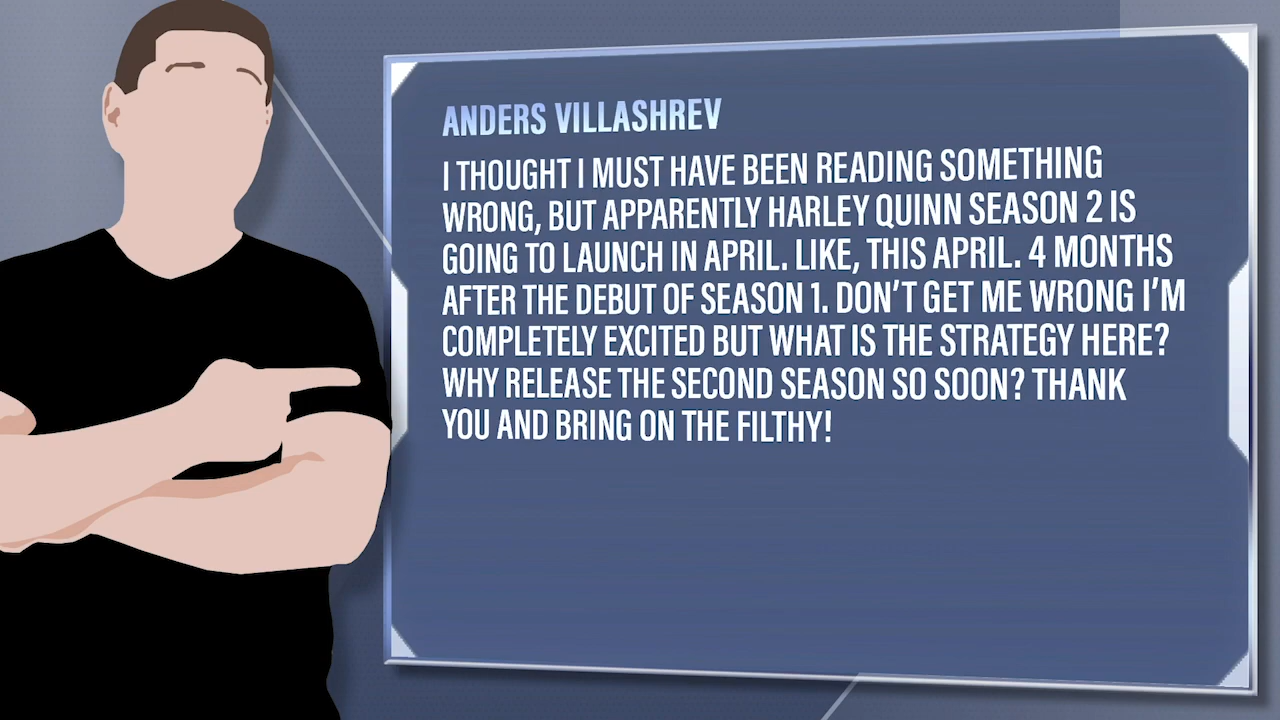 ANDERS VILLASHREV
I THOUGHT I MUST HAVE BEEN READING SOMETHING
WRONG, BUT APPARENTLY HARLEY QUINN SEASON 2 IS
GOING TO LAUNCH IN APRIL. LIKE, THIS APRIL. 4 MONTHS
AFTER THE DEBUT OF SEASON 1. DON'T GET ME WRONG I'M
COMPLETELY EXCITED BUT WHAT IS THE STRATEGY HERE?
WHY RELEASE THE SECOND SEASON SO SOON? THANK
YOU AND BRING ON THE FILTHY!